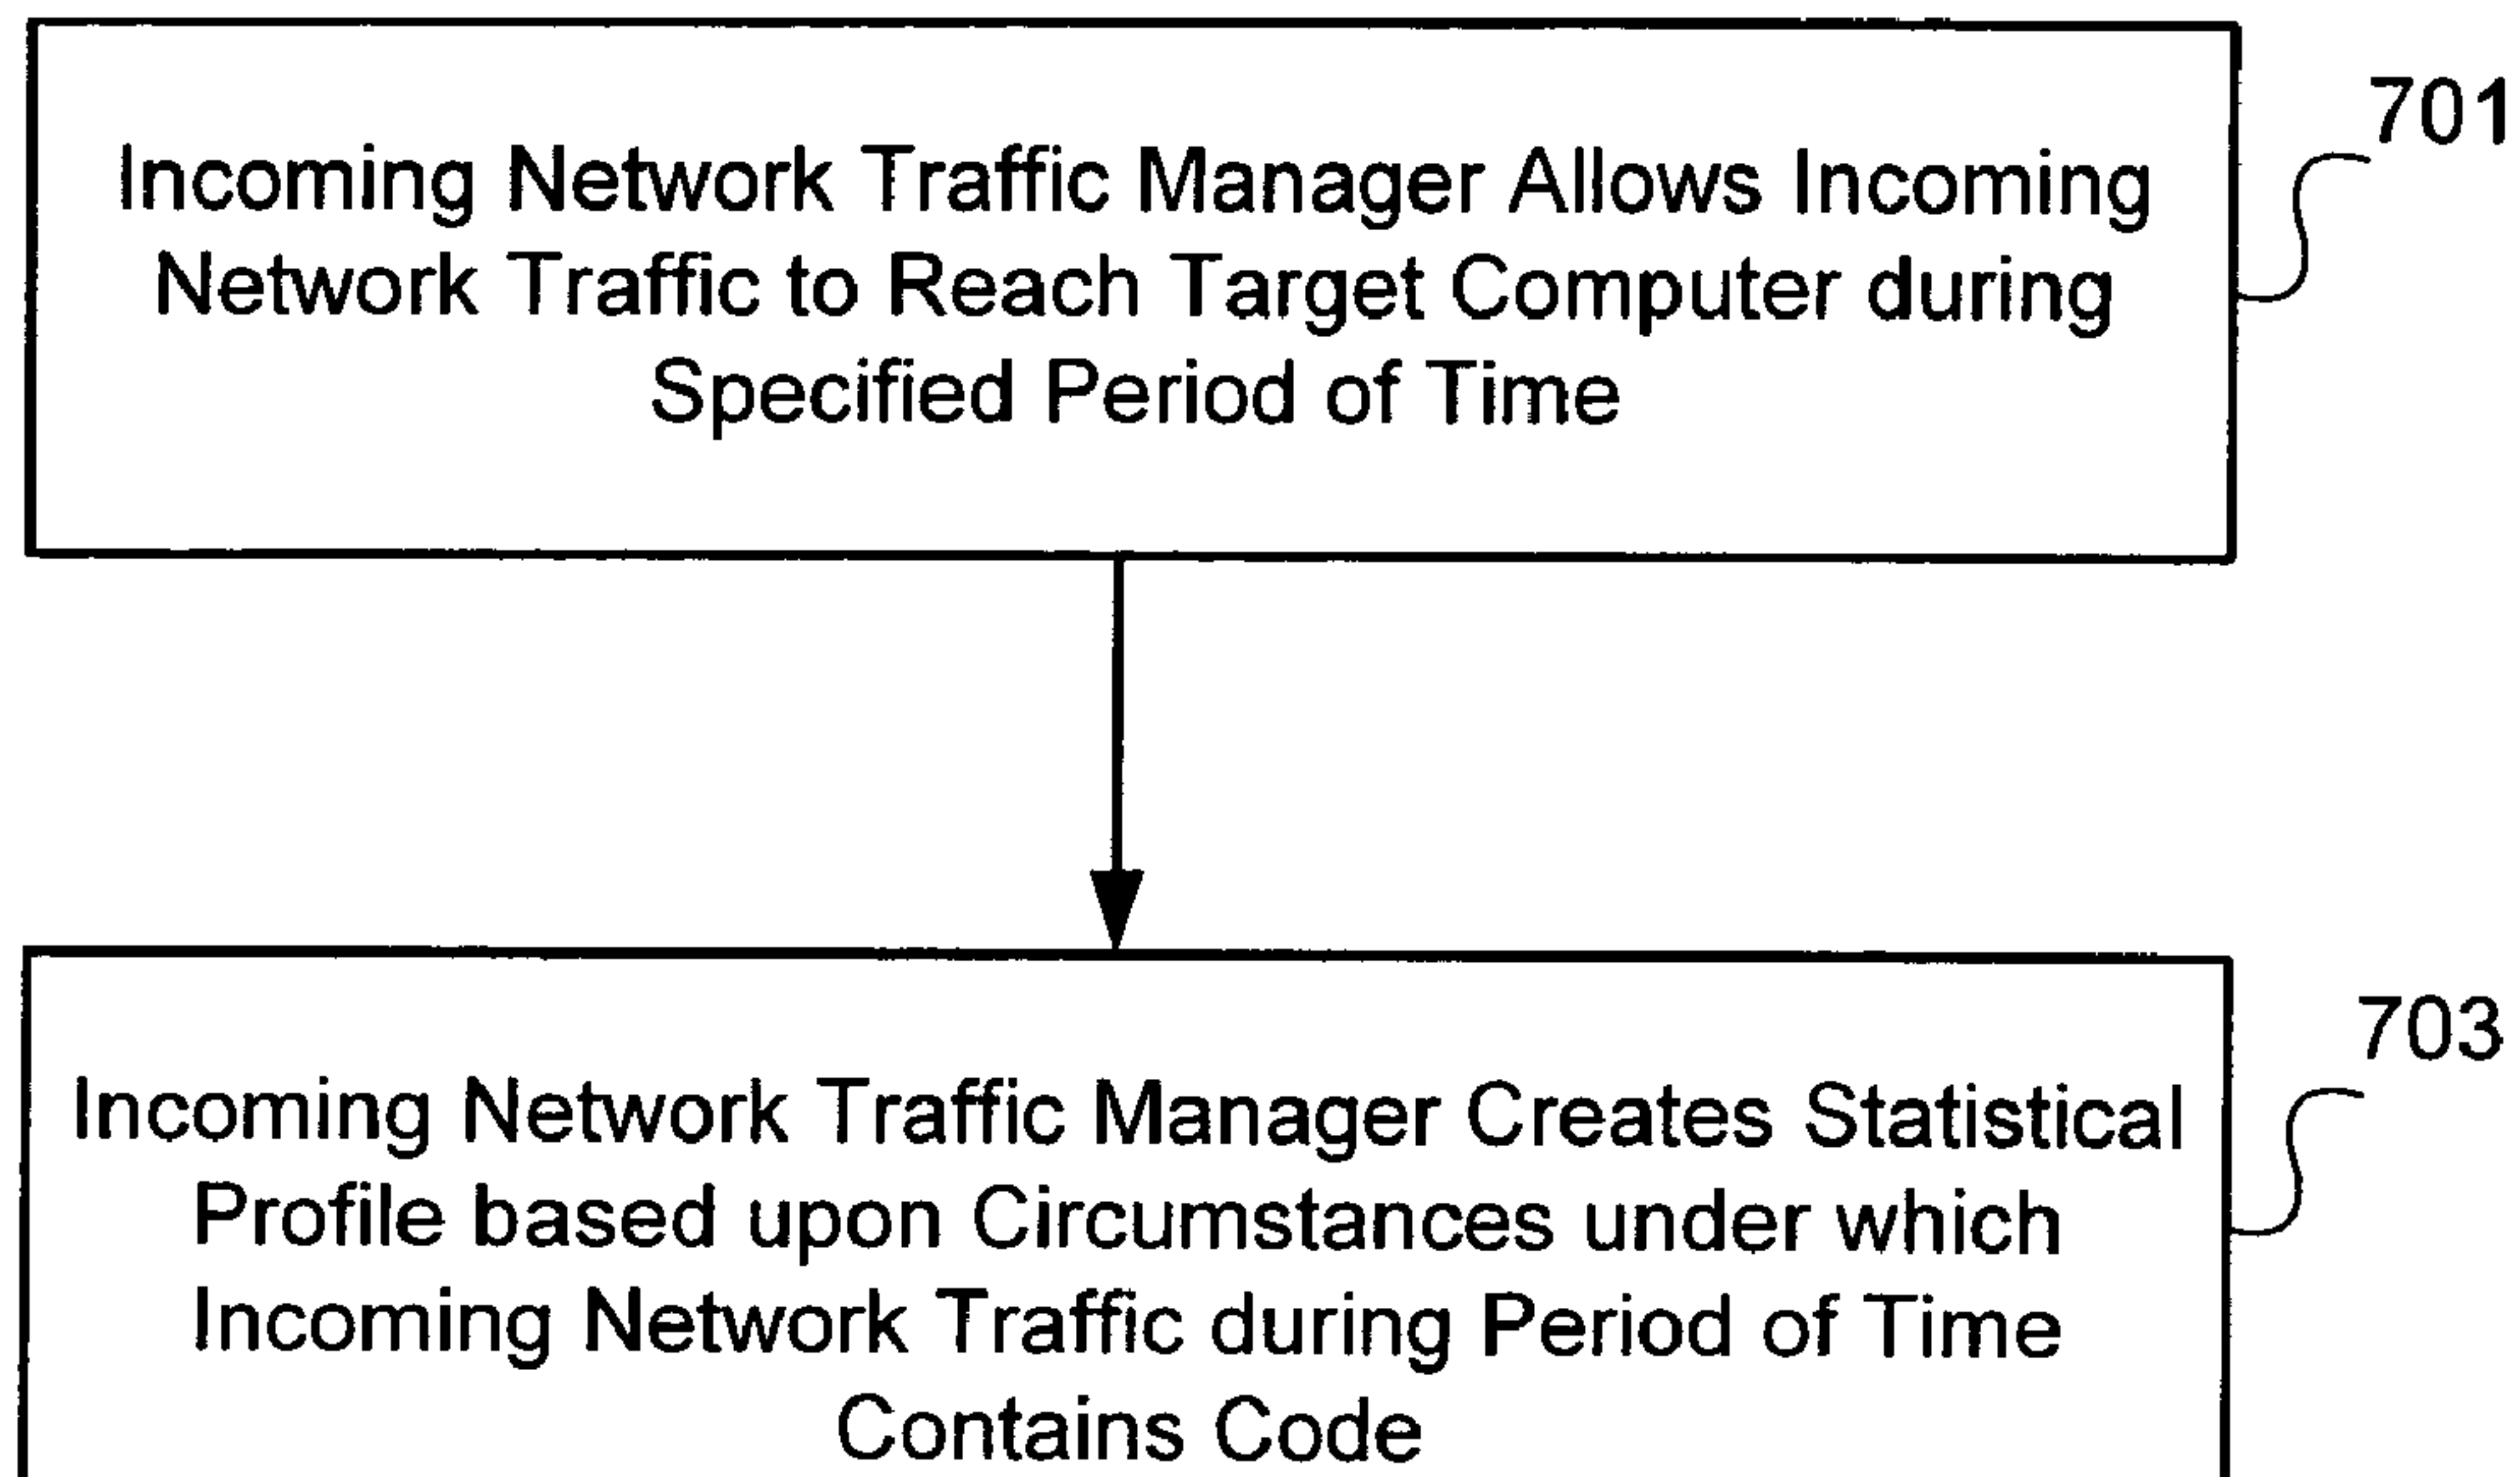 701
Incoming Network Traffic Manager Allows Incoming
Network Traffic to Reach Target Computer during
Specified Period of Time
703
Incoming Network Traffic Manager Creates Statistical
Profile based upon Circumstances under which
Incoming Network Traffic during Period of Time
Contains Code